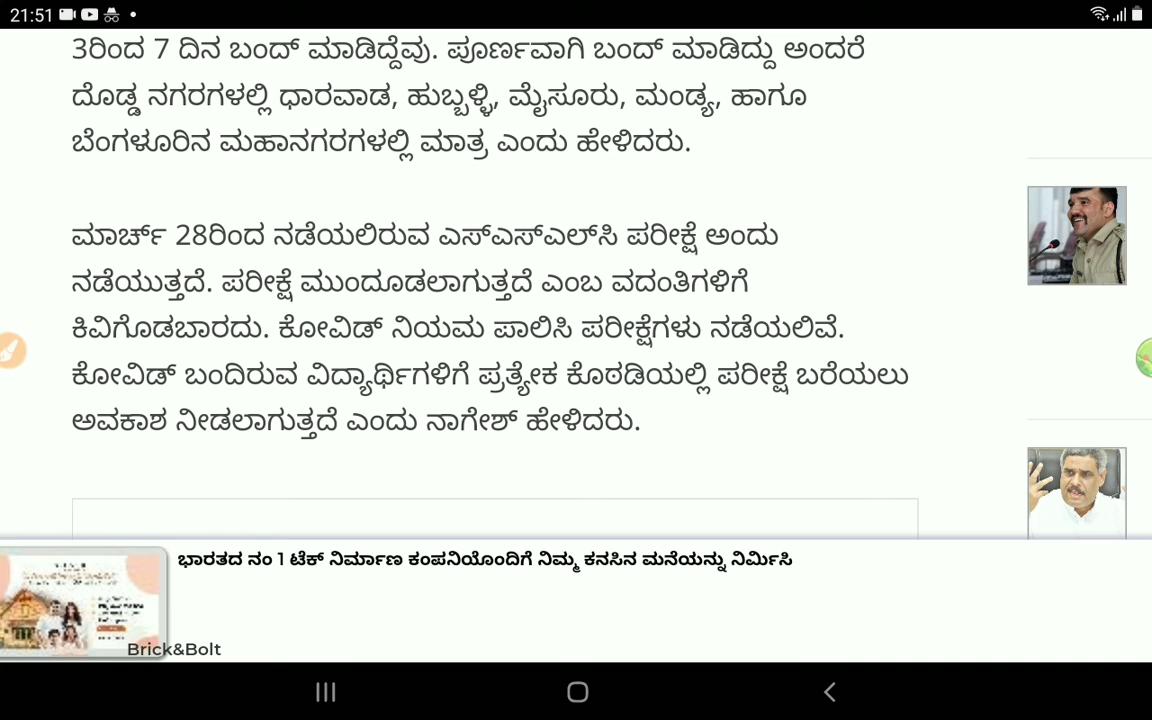 21:51
3ರಿಂದ 7 ದಿನ ಬಂದ್ ಮಾಡಿದ್ದೆವು. ಪೂರ್ಣವಾಗಿ ಬಂದ್ ಮಾಡಿದ್ದು ಅಂದರೆ
ದೊಡ್ಡ ನಗರಗಳಲ್ಲಿ ಧಾರವಾಡ, ಹುಬ್ಬಳ್ಳಿ, ಮೈಸೂರು, ಮಂಡ್ಯ, ಹಾಗೂ
ಬೆಂಗಳೂರಿನ ಮಹಾನಗರಗಳಲ್ಲಿ ಮಾತ್ರ ಎಂದು ಹೇಳಿದರು.
ಮಾರ್ಚ್ 28ರಿಂದ ನಡೆಯಲಿರುವ ಎಸ್ಎಸ್ಎಲ್‌ಸಿ ಪರೀಕ್ಷೆ ಅಂದು
ನಡೆಯುತ್ತದೆ. ಪರೀಕ್ಷೆ ಮುಂದೂಡಲಾಗುತ್ತದೆ ಎಂಬ ವದಂತಿಗಳಿಗೆ
ಕಿವಿಗೊಡಬಾರದು. ಕೋವಿಡ್ ನಿಯಮ ಪಾಲಿಸಿ ಪರೀಕ್ಷೆಗಳು ನಡೆಯಲಿವೆ.
ಕೋವಿಡ್ ಬಂದಿರುವ ವಿದ್ಯಾರ್ಥಿಗಳಿಗೆ ಪ್ರತ್ಯೇಕ ಕೊಠಡಿಯಲ್ಲಿ ಪರೀಕ್ಷೆ ಬರೆಯಲು
ಅವಕಾಶ ನೀಡಲಾಗುತ್ತದೆ ಎಂದು ನಾಗೇಶ್ ಹೇಳಿದರು.
ಭಾರತದ ನಂ 1 ಟೆಕ್ ನಿರ್ಮಾಣ ಕಂಪನಿಯೊಂದಿಗೆ ನಿಮ್ಮ ಕನಸಿನ ಮನೆಯನ್ನು ನಿರ್ಮಿಸಿ
Brick&Bolt